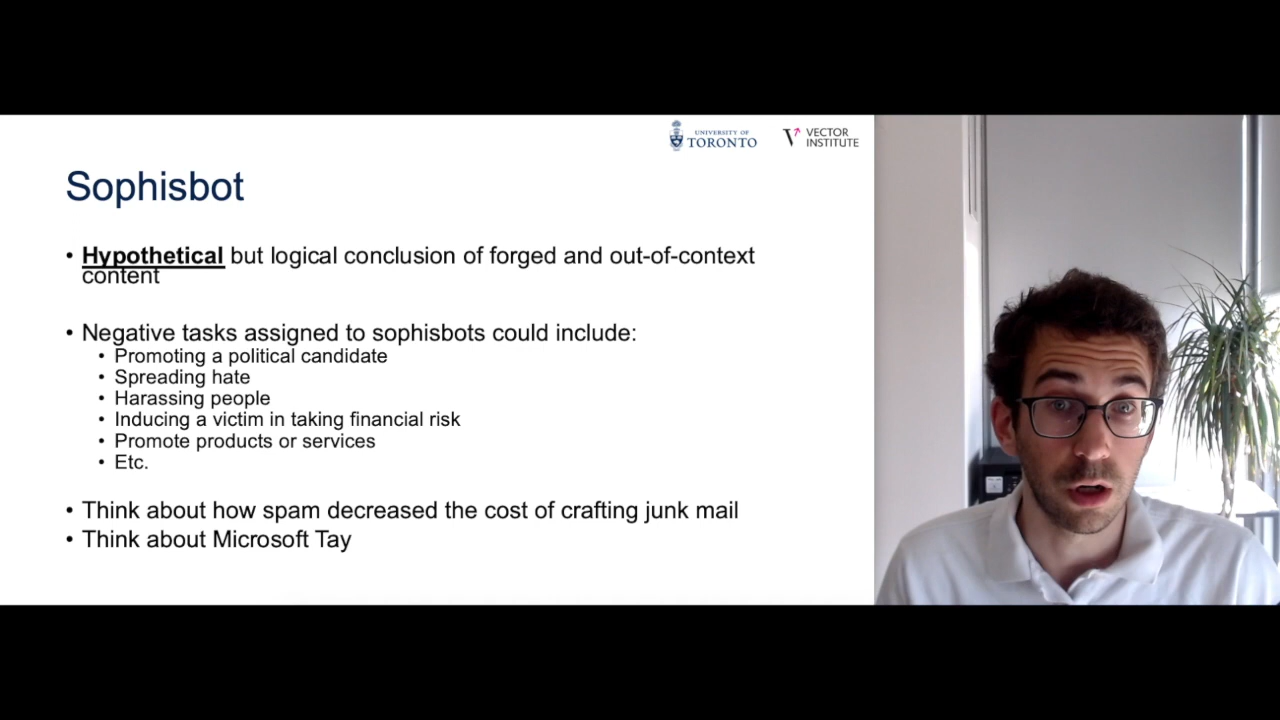 UNIVERSITY OF
TORONTO
VECTOR
INSTITUTE
Sophisbot
• Hypothetical but logical conclusion of forged and out-of-context
content
• Negative tasks assigned to sophisbots could include:
• Promoting a political candidate
• Spreading hate
• Harassing people
• Inducing a victim in taking financial risk
• Promote products or services
• Etc.
• Think about how spam decreased the cost of crafting junk mail
• Think about Microsoft Tay